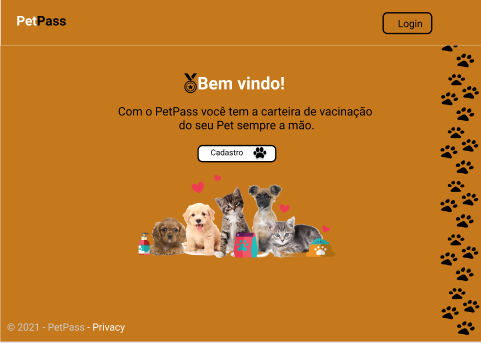 PetPass
Login
Bem vindo!
Com o PetPass você tem a carteira de vacinação
do seu Pet sempre a mão.
Cadastro
© 2021 - PetPass - Privacy